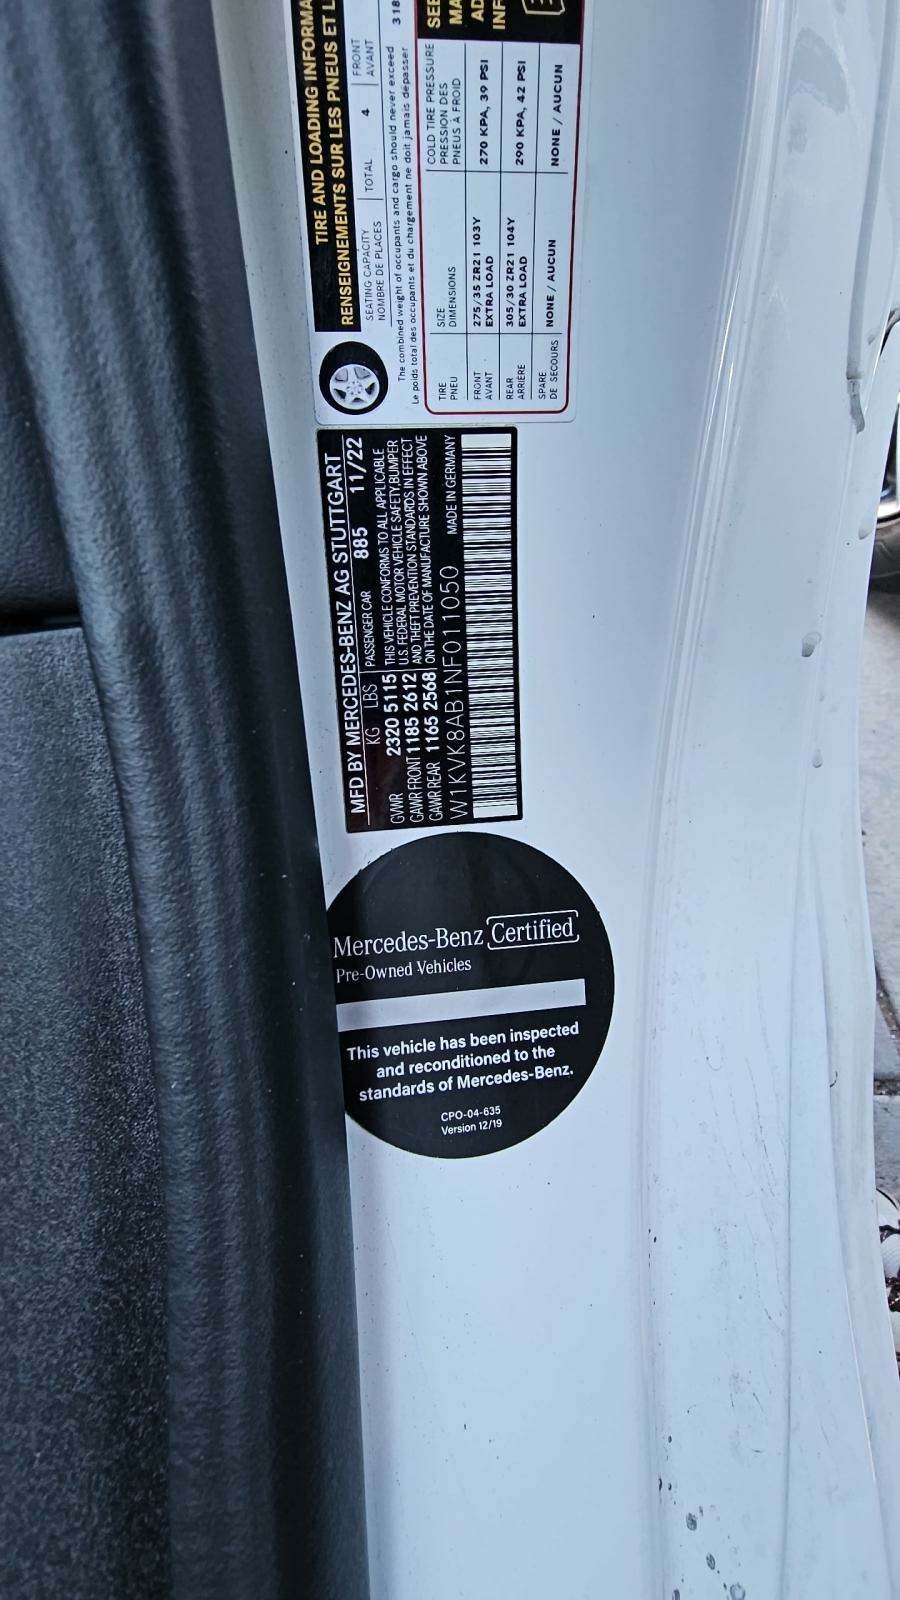 TIRE AND LOADING INFORMA
RENSEIGNEMENTS SUR LES PNEUS ET L
SEATING CAPACITY
NOMBRE DE PLACES
TOTAL 4
FRONT
AVANT
The combined weight of occupants and cargo should never exceed 318
Le poids total des occupants et du chargement ne doit jamais dépasser
TIRE
PNEU
SIZE
DIMENSIONS
COLD TIRE PRESSURE
PRESSION DES
PNEUS À FROID
FRONT
AVANT
275/35 ZR21 103Y
EXTRA LOAD
270 KPA, 39 PSI
REAR
ARRIÈRE
305/30 ZR21 104Y
EXTRA LOAD
290 KPA, 42 PSI
SPARE
DE SECOURS
NONE / AUCUN
NONE / AUCUN
SEE
MA
AD
INF
MFD BY MERCEDES-BENZ AG STUTTGART
KG LBS PASSENGER CAR 885 11/22
GVWR 2320 5115
GAWR FRONT 1185 2612
GAWR REAR 1165 2568
THIS VEHICLE CONFORMS TO ALL APPLICABLE
U.S. FEDERAL MOTOR VEHICLE SAFETY, BUMPER
AND THEFT PREVENTION STANDARDS IN EFFECT
ON THE DATE OF MANUFACTURE SHOWN ABOVE
W1KVK8AB1NF011050 MADE IN GERMANY
Mercedes-Benz Certified
Pre-Owned Vehicles
This vehicle has been inspected
and reconditioned to the
standards of Mercedes-Benz.
CPO-04-635
Version 12/19